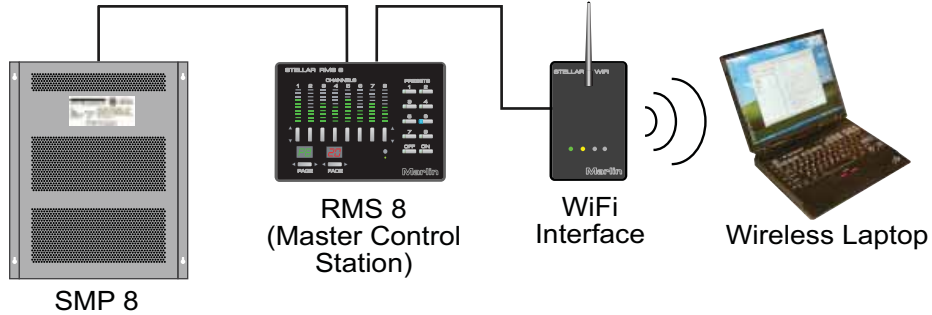 STELLAR RMS 8
CHANNELS
1 2 3 4 5 6 7 8
PRESETS
1 2
3 4
5 6
7 8
OFF ON
PAGE FADE
Marlin
STELLAR WiFi
Marlin
SMP 8
RMS 8
(Master Control
Station)
WiFi
Interface
Wireless Laptop